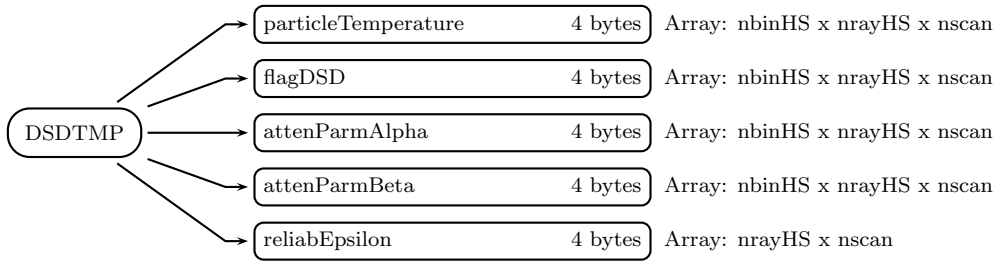 particleTemperature 4 bytes Array: nbinHS x nrayHS x nscan
flagDSD 4 bytes Array: nbinHS x nrayHS x nscan
DSDTMP attenParmAlpha 4 bytes Array: nbinHS x nrayHS x nscan
attenParmBeta 4 bytes Array: nbinHS x nrayHS x nscan
reliabEpsilon 4 bytes Array: nrayHS x nscan